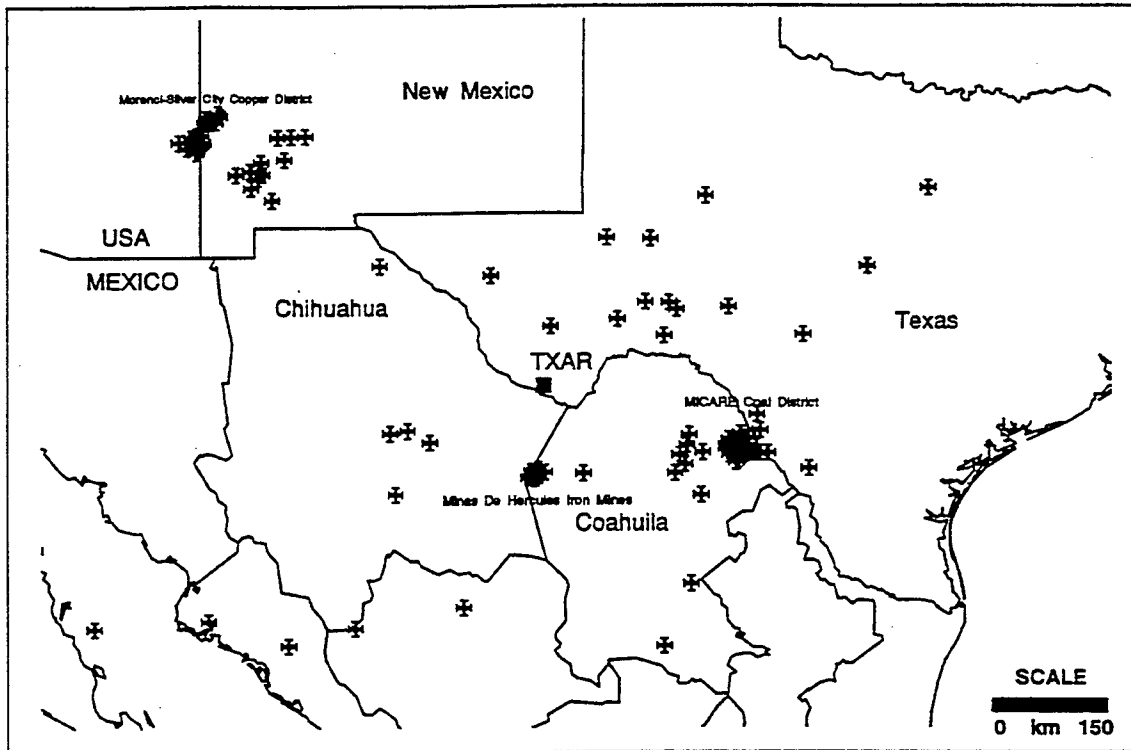 New Mexico
Morenci-Silver City Copper District
USA
MEXICO
Chihuahua
Texas
TXAR
MICARE Coal District
Minas De Hercules Iron Mines
Coahuila
SCALE
0 km 150